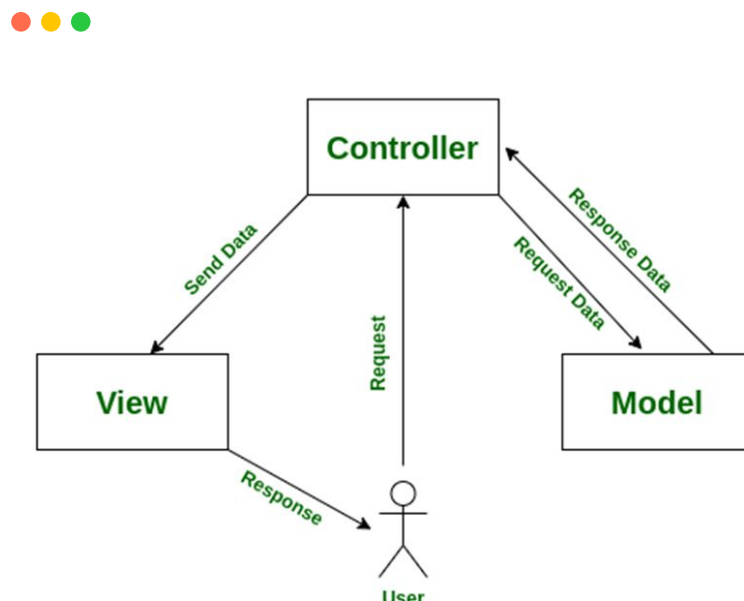 Controller
Send Data
Response Data
Request Data
Request
View
Model
Response
User